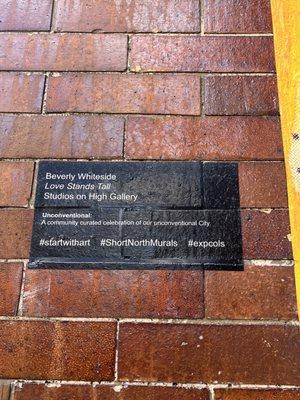 Beverly Whiteside
Love Stands Tall
Studios on High Gallery
Unconventional:
A community curated celebration of our unconventional City
#startwithart #ShortNorthMurals #expcols